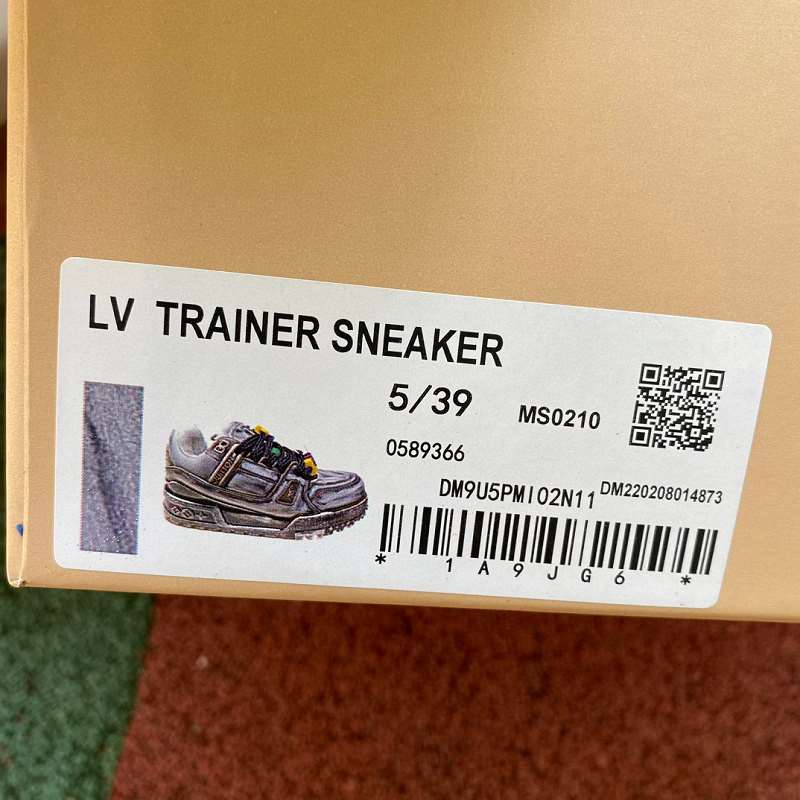 LV TRAINER SNEAKER
5/39
MS0210
0589366
DM9U5PMI02N11
DM220208014873
* 1A9JG6 *